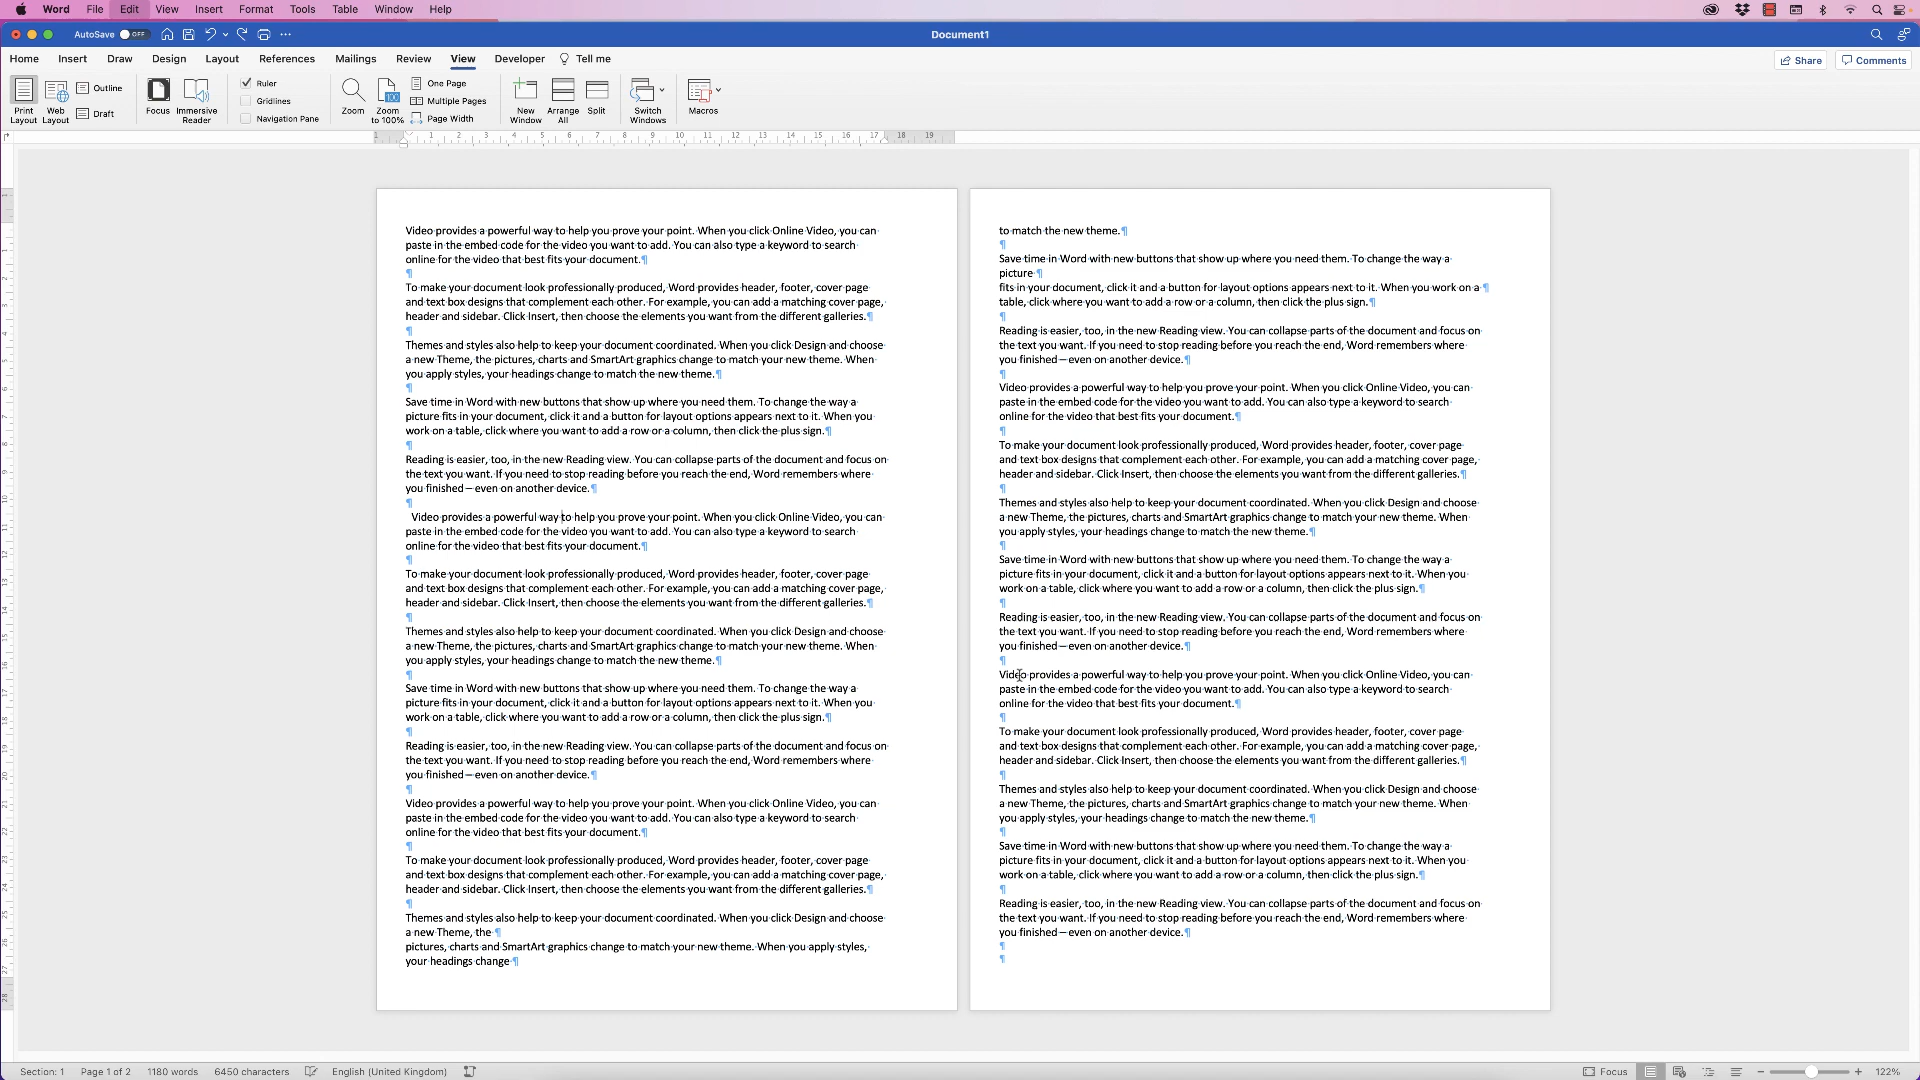 Word File Edit View Insert Format Tools Table Window Help
AutoSave OFF Document1
Home Insert Draw Design Layout References Mailings Review View Developer Tell me Share Comments
Print Layout Web Layout Outline Draft Focus Immersive Reader Ruler Gridlines Navigation Pane Zoom Zoom to 100% One Page Multiple Pages Page Width New Window Arrange All Split Switch Windows Macros
1 1 2 3 4 5 6 7 8 9 10 11 12 13 14 15 16 17 18 19
Video provides a powerful way to help you prove your point. When you click Online Video, you can
paste in the embed code for the video you want to add. You can also type a keyword to search
online for the video that best fits your document.¶
¶
To make your document look professionally produced, Word provides header, footer, cover page
and text box designs that complement each other. For example, you can add a matching cover page,
header and sidebar. Click Insert, then choose the elements you want from the different galleries.¶
¶
Themes and styles also help to keep your document coordinated. When you click Design and choose
a new Theme, the pictures, charts and SmartArt graphics change to match your new theme. When
you apply styles, your headings change to match the new theme.¶
¶
Save time in Word with new buttons that show up where you need them. To change the way a
picture fits in your document, click it and a button for layout options appears next to it. When you
work on a table, click where you want to add a row or a column, then click the plus sign.¶
¶
Reading is easier, too, in the new Reading view. You can collapse parts of the document and focus on
the text you want. If you need to stop reading before you reach the end, Word remembers where
you finished — even on another device.¶
¶
Video provides a powerful way to help you prove your point. When you click Online Video, you can
paste in the embed code for the video you want to add. You can also type a keyword to search
online for the video that best fits your document.¶
¶
To make your document look professionally produced, Word provides header, footer, cover page
and text box designs that complement each other. For example, you can add a matching cover page,
header and sidebar. Click Insert, then choose the elements you want from the different galleries.¶
¶
Themes and styles also help to keep your document coordinated. When you click Design and choose
a new Theme, the pictures, charts and SmartArt graphics change to match your new theme. When
you apply styles, your headings change to match the new theme.¶
¶
Save time in Word with new buttons that show up where you need them. To change the way a
picture fits in your document, click it and a button for layout options appears next to it. When you
work on a table, click where you want to add a row or a column, then click the plus sign.¶
¶
Reading is easier, too, in the new Reading view. You can collapse parts of the document and focus on
the text you want. If you need to stop reading before you reach the end, Word remembers where
you finished — even on another device.¶
¶
Video provides a powerful way to help you prove your point. When you click Online Video, you can
paste in the embed code for the video you want to add. You can also type a keyword to search
online for the video that best fits your document.¶
¶
To make your document look professionally produced, Word provides header, footer, cover page
and text box designs that complement each other. For example, you can add a matching cover page,
header and sidebar. Click Insert, then choose the elements you want from the different galleries.¶
¶
Themes and styles also help to keep your document coordinated. When you click Design and choose
a new Theme, the ¶
pictures, charts and SmartArt graphics change to match your new theme. When you apply styles,
your headings change ¶
to match the new theme.¶
¶
Save time in Word with new buttons that show up where you need them. To change the way a
picture ¶
fits in your document, click it and a button for layout options appears next to it. When you work on a ¶
table, click where you want to add a row or a column, then click the plus sign.¶
¶
Reading is easier, too, in the new Reading view. You can collapse parts of the document and focus on
the text you want. If you need to stop reading before you reach the end, Word remembers where
you finished — even on another device.¶
¶
Video provides a powerful way to help you prove your point. When you click Online Video, you can
paste in the embed code for the video you want to add. You can also type a keyword to search
online for the video that best fits your document.¶
¶
To make your document look professionally produced, Word provides header, footer, cover page
and text box designs that complement each other. For example, you can add a matching cover page,
header and sidebar. Click Insert, then choose the elements you want from the different galleries.¶
¶
Themes and styles also help to keep your document coordinated. When you click Design and choose
a new Theme, the pictures, charts and SmartArt graphics change to match your new theme. When
you apply styles, your headings change to match the new theme.¶
¶
Save time in Word with new buttons that show up where you need them. To change the way a
picture fits in your document, click it and a button for layout options appears next to it. When you
work on a table, click where you want to add a row or a column, then click the plus sign.¶
¶
Reading is easier, too, in the new Reading view. You can collapse parts of the document and focus on
the text you want. If you need to stop reading before you reach the end, Word remembers where
you finished — even on another device.¶
¶
Video provides a powerful way to help you prove your point. When you click Online Video, you can
paste in the embed code for the video you want to add. You can also type a keyword to search
online for the video that best fits your document.¶
¶
To make your document look professionally produced, Word provides header, footer, cover page
and text box designs that complement each other. For example, you can add a matching cover page,
header and sidebar. Click Insert, then choose the elements you want from the different galleries.¶
¶
Themes and styles also help to keep your document coordinated. When you click Design and choose
a new Theme, the pictures, charts and SmartArt graphics change to match your new theme. When
you apply styles, your headings change to match the new theme.¶
¶
Save time in Word with new buttons that show up where you need them. To change the way a
picture fits in your document, click it and a button for layout options appears next to it. When you
work on a table, click where you want to add a row or a column, then click the plus sign.¶
¶
Reading is easier, too, in the new Reading view. You can collapse parts of the document and focus on
the text you want. If you need to stop reading before you reach the end, Word remembers where
you finished — even on another device.¶
¶
¶
Section: 1 Page 1 of 2 1180 words 6450 characters English (United Kingdom) Focus 122%